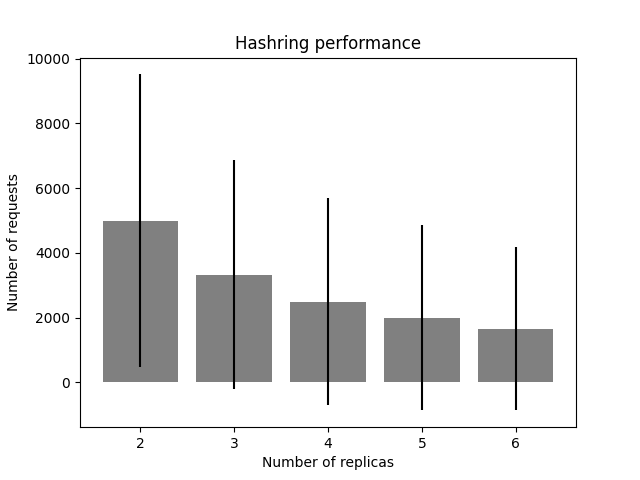 Hashring performance
Number of requests
10000
8000
6000
4000
2000
0
2 3 4 5 6
Number of replicas